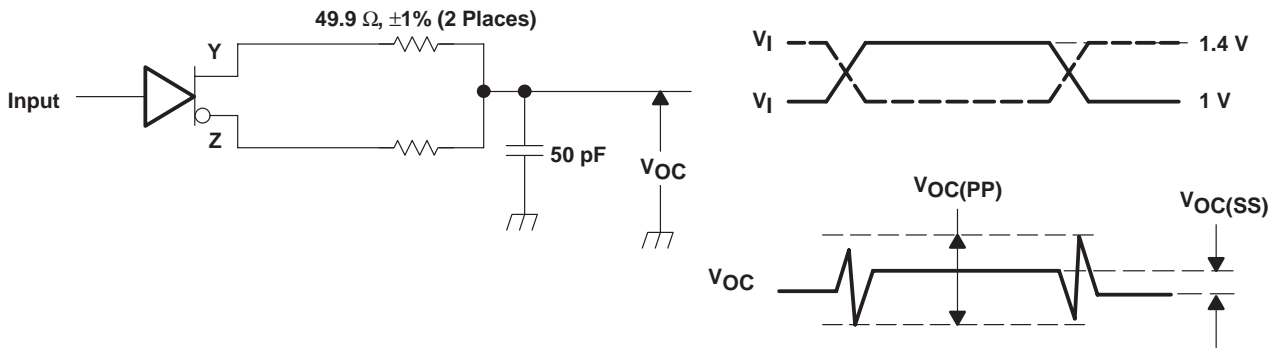 49.9 Ω, ±1% (2 Places)
Y
Input
Z
50 pF
VOC
VI
1.4 V
VI
1 V
VOC(PP)
VOC(SS)
VOC